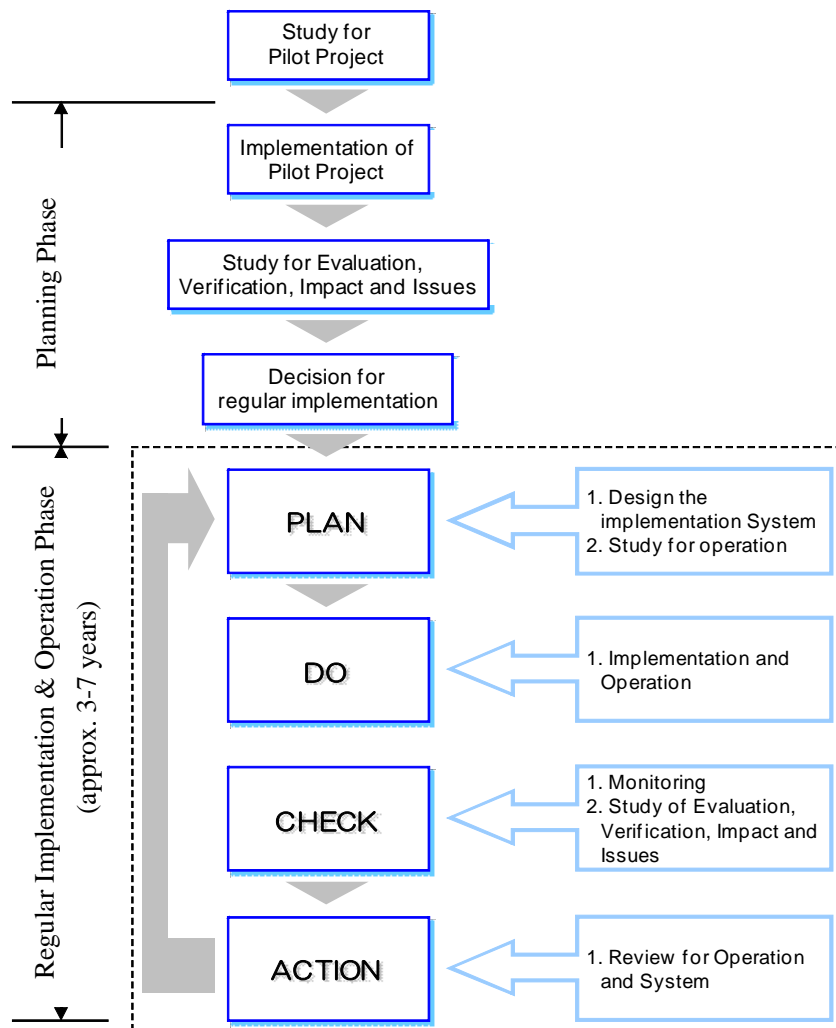 Study for
Pilot Project
Implementation of
Pilot Project
Study for Evaluation,
Verification, Impact and Issues
Decision for
regular implementation
Planning Phase
PLAN
1. Design the
implementation System
2. Study for operation
DO
1. Implementation and
Operation
CHECK
1. Monitoring
2. Study of Evaluation,
Verification, Impact and
Issues
ACTION
1. Review for Operation
and System
Regular Implementation & Operation Phase
(approx. 3-7 years)